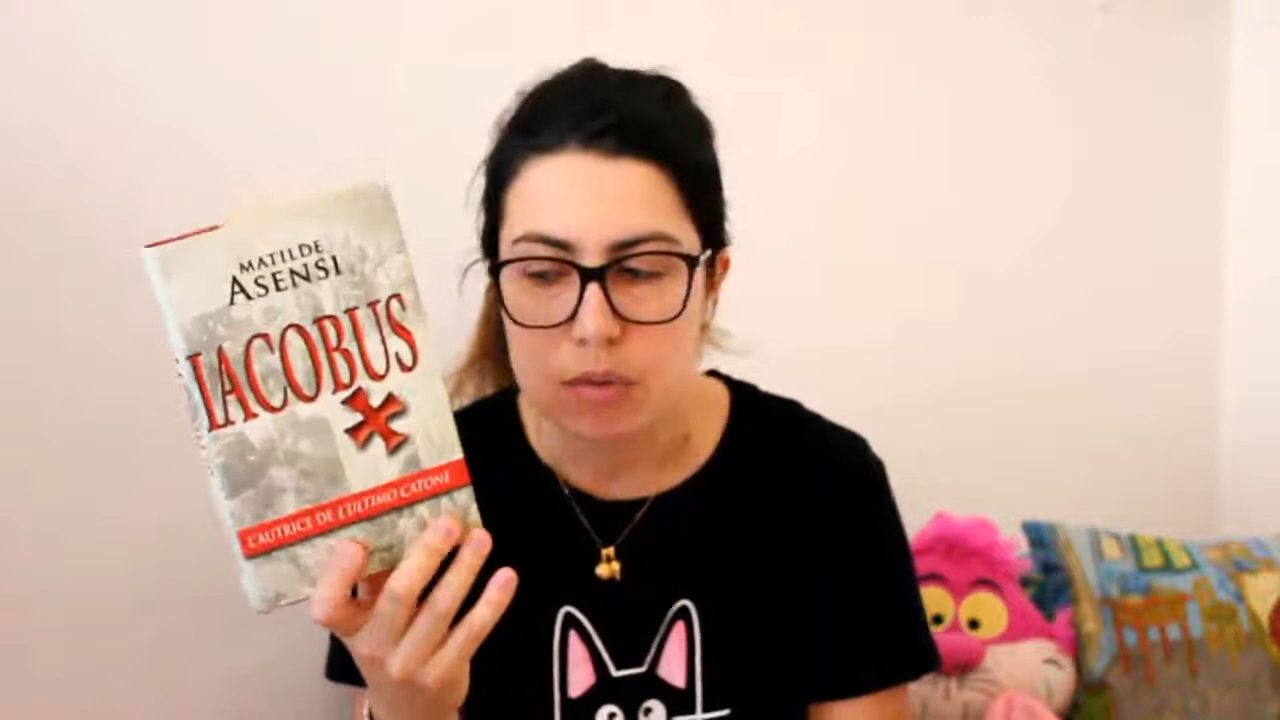 MATILDE
ASENSI
IACOBUS
L'AUTRICE DE L'ULTIMO CATONE